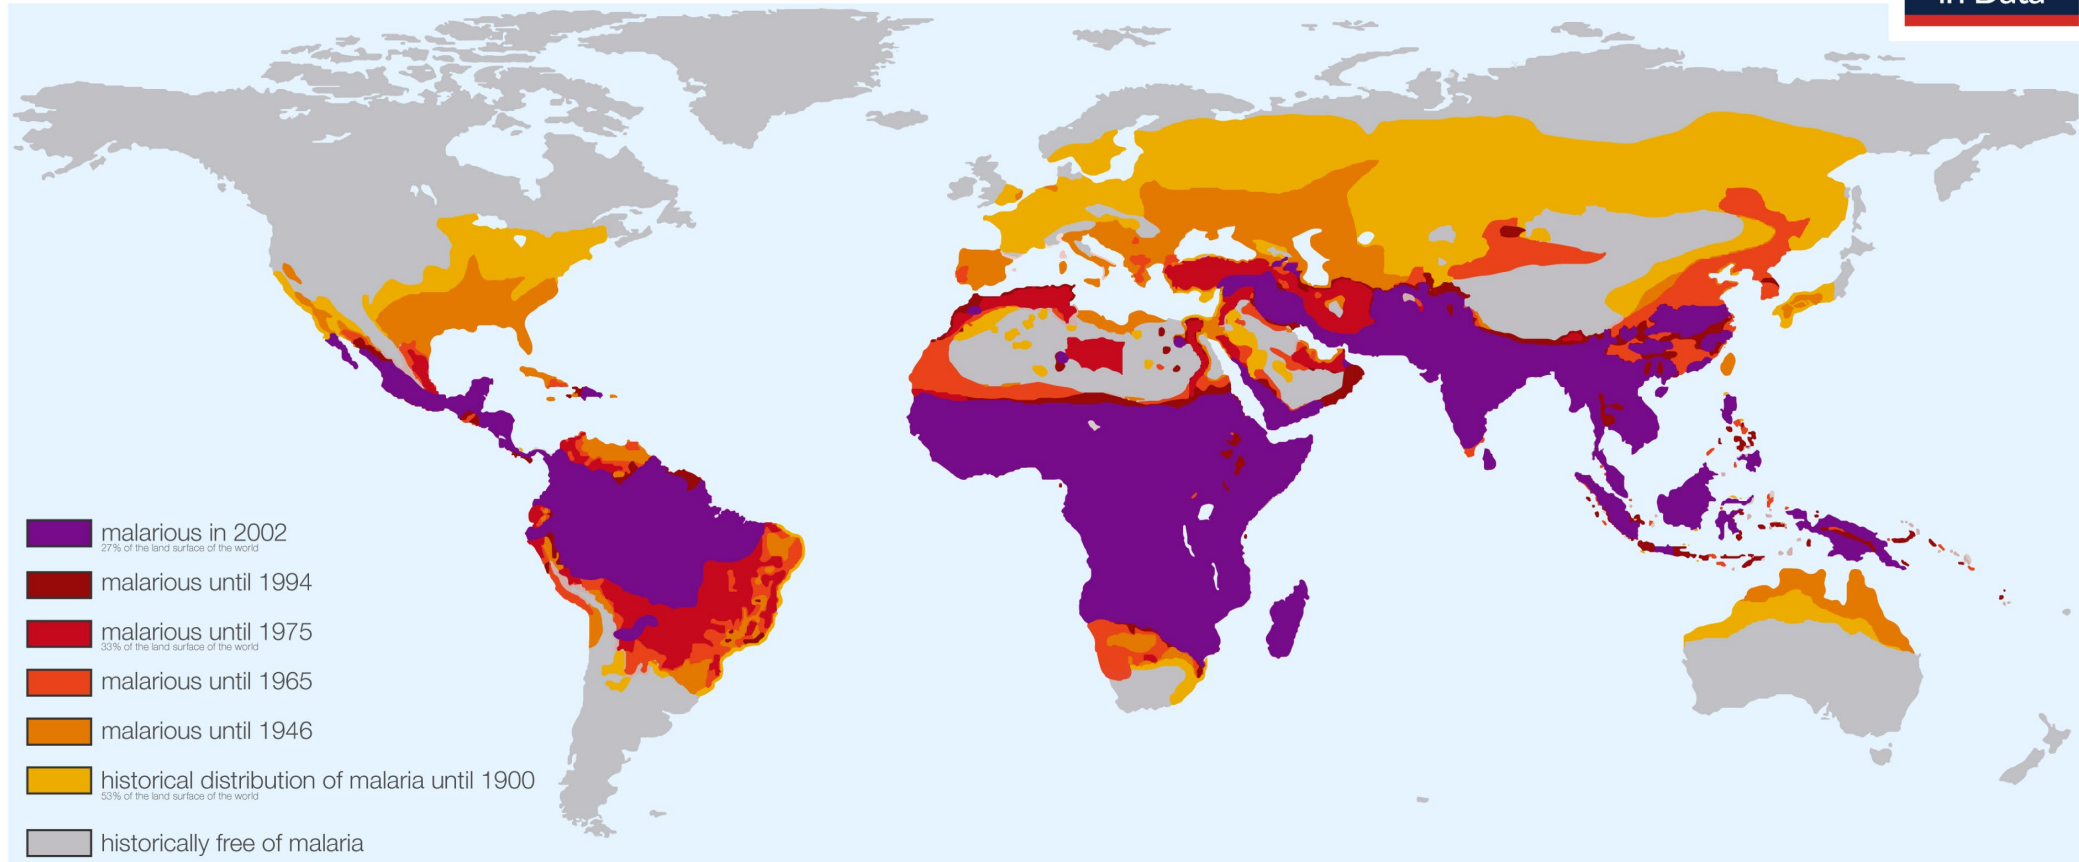 in Data
malarious in 2002
27% of the land surface of the world
malarious until 1994
malarious until 1975
33% of the land surface of the world
malarious until 1965
malarious until 1946
historical distribution of malaria until 1900
53% of the land surface of the world
historically free of malaria